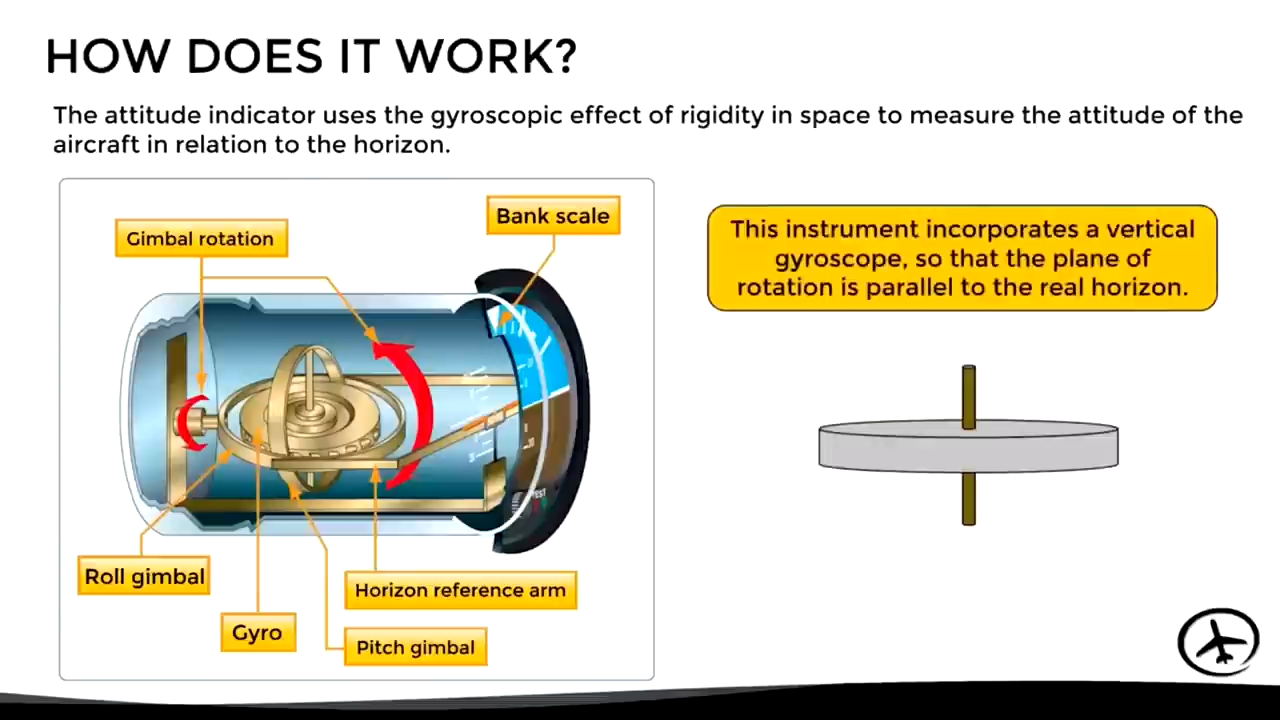 HOW DOES IT WORK?
The attitude indicator uses the gyroscopic effect of rigidity in space to measure the attitude of the
aircraft in relation to the horizon.
Bank scale
Gimbal rotation
This instrument incorporates a vertical
gyroscope, so that the plane of
rotation is parallel to the real horizon.
TEST
Roll gimbal
Horizon reference arm
Gyro
Pitch gimbal